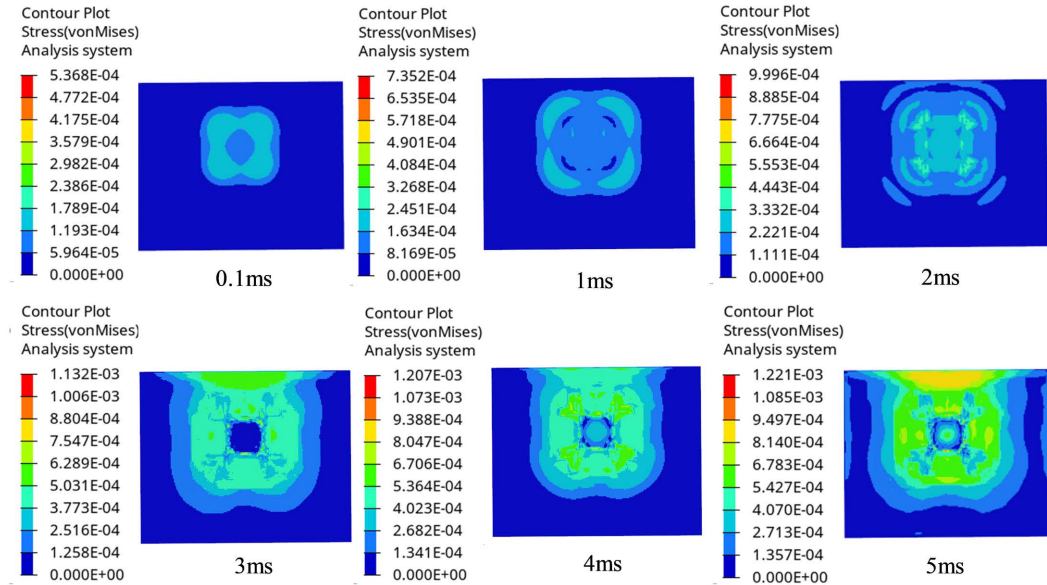 Contour Plot
Stress(vonMises)
Analysis system
5.368E-04
4.772E-04
4.175E-04
3.579E-04
2.982E-04
2.386E-04
1.789E-04
1.193E-04
5.964E-05
0.000E+00
0.1ms
Contour Plot
Stress(vonMises)
Analysis system
7.352E-04
6.535E-04
5.718E-04
4.901E-04
4.084E-04
3.268E-04
2.451E-04
1.634E-04
8.169E-05
0.000E+00
1ms
Contour Plot
Stress(vonMises)
Analysis system
9.996E-04
8.885E-04
7.775E-04
6.664E-04
5.553E-04
4.443E-04
3.332E-04
2.221E-04
1.111E-04
0.000E+00
2ms
Contour Plot
Stress(vonMises)
Analysis system
1.132E-03
1.006E-03
8.804E-04
7.547E-04
6.289E-04
5.031E-04
3.773E-04
2.516E-04
1.258E-04
0.000E+00
3ms
Contour Plot
Stress(vonMises)
Analysis system
1.207E-03
1.073E-03
9.388E-04
8.047E-04
6.706E-04
5.364E-04
4.023E-04
2.682E-04
1.341E-04
0.000E+00
4ms
Contour Plot
Stress(vonMises)
Analysis system
1.221E-03
1.085E-03
9.497E-04
8.140E-04
6.783E-04
5.427E-04
4.070E-04
2.713E-04
1.357E-04
0.000E+00
5ms